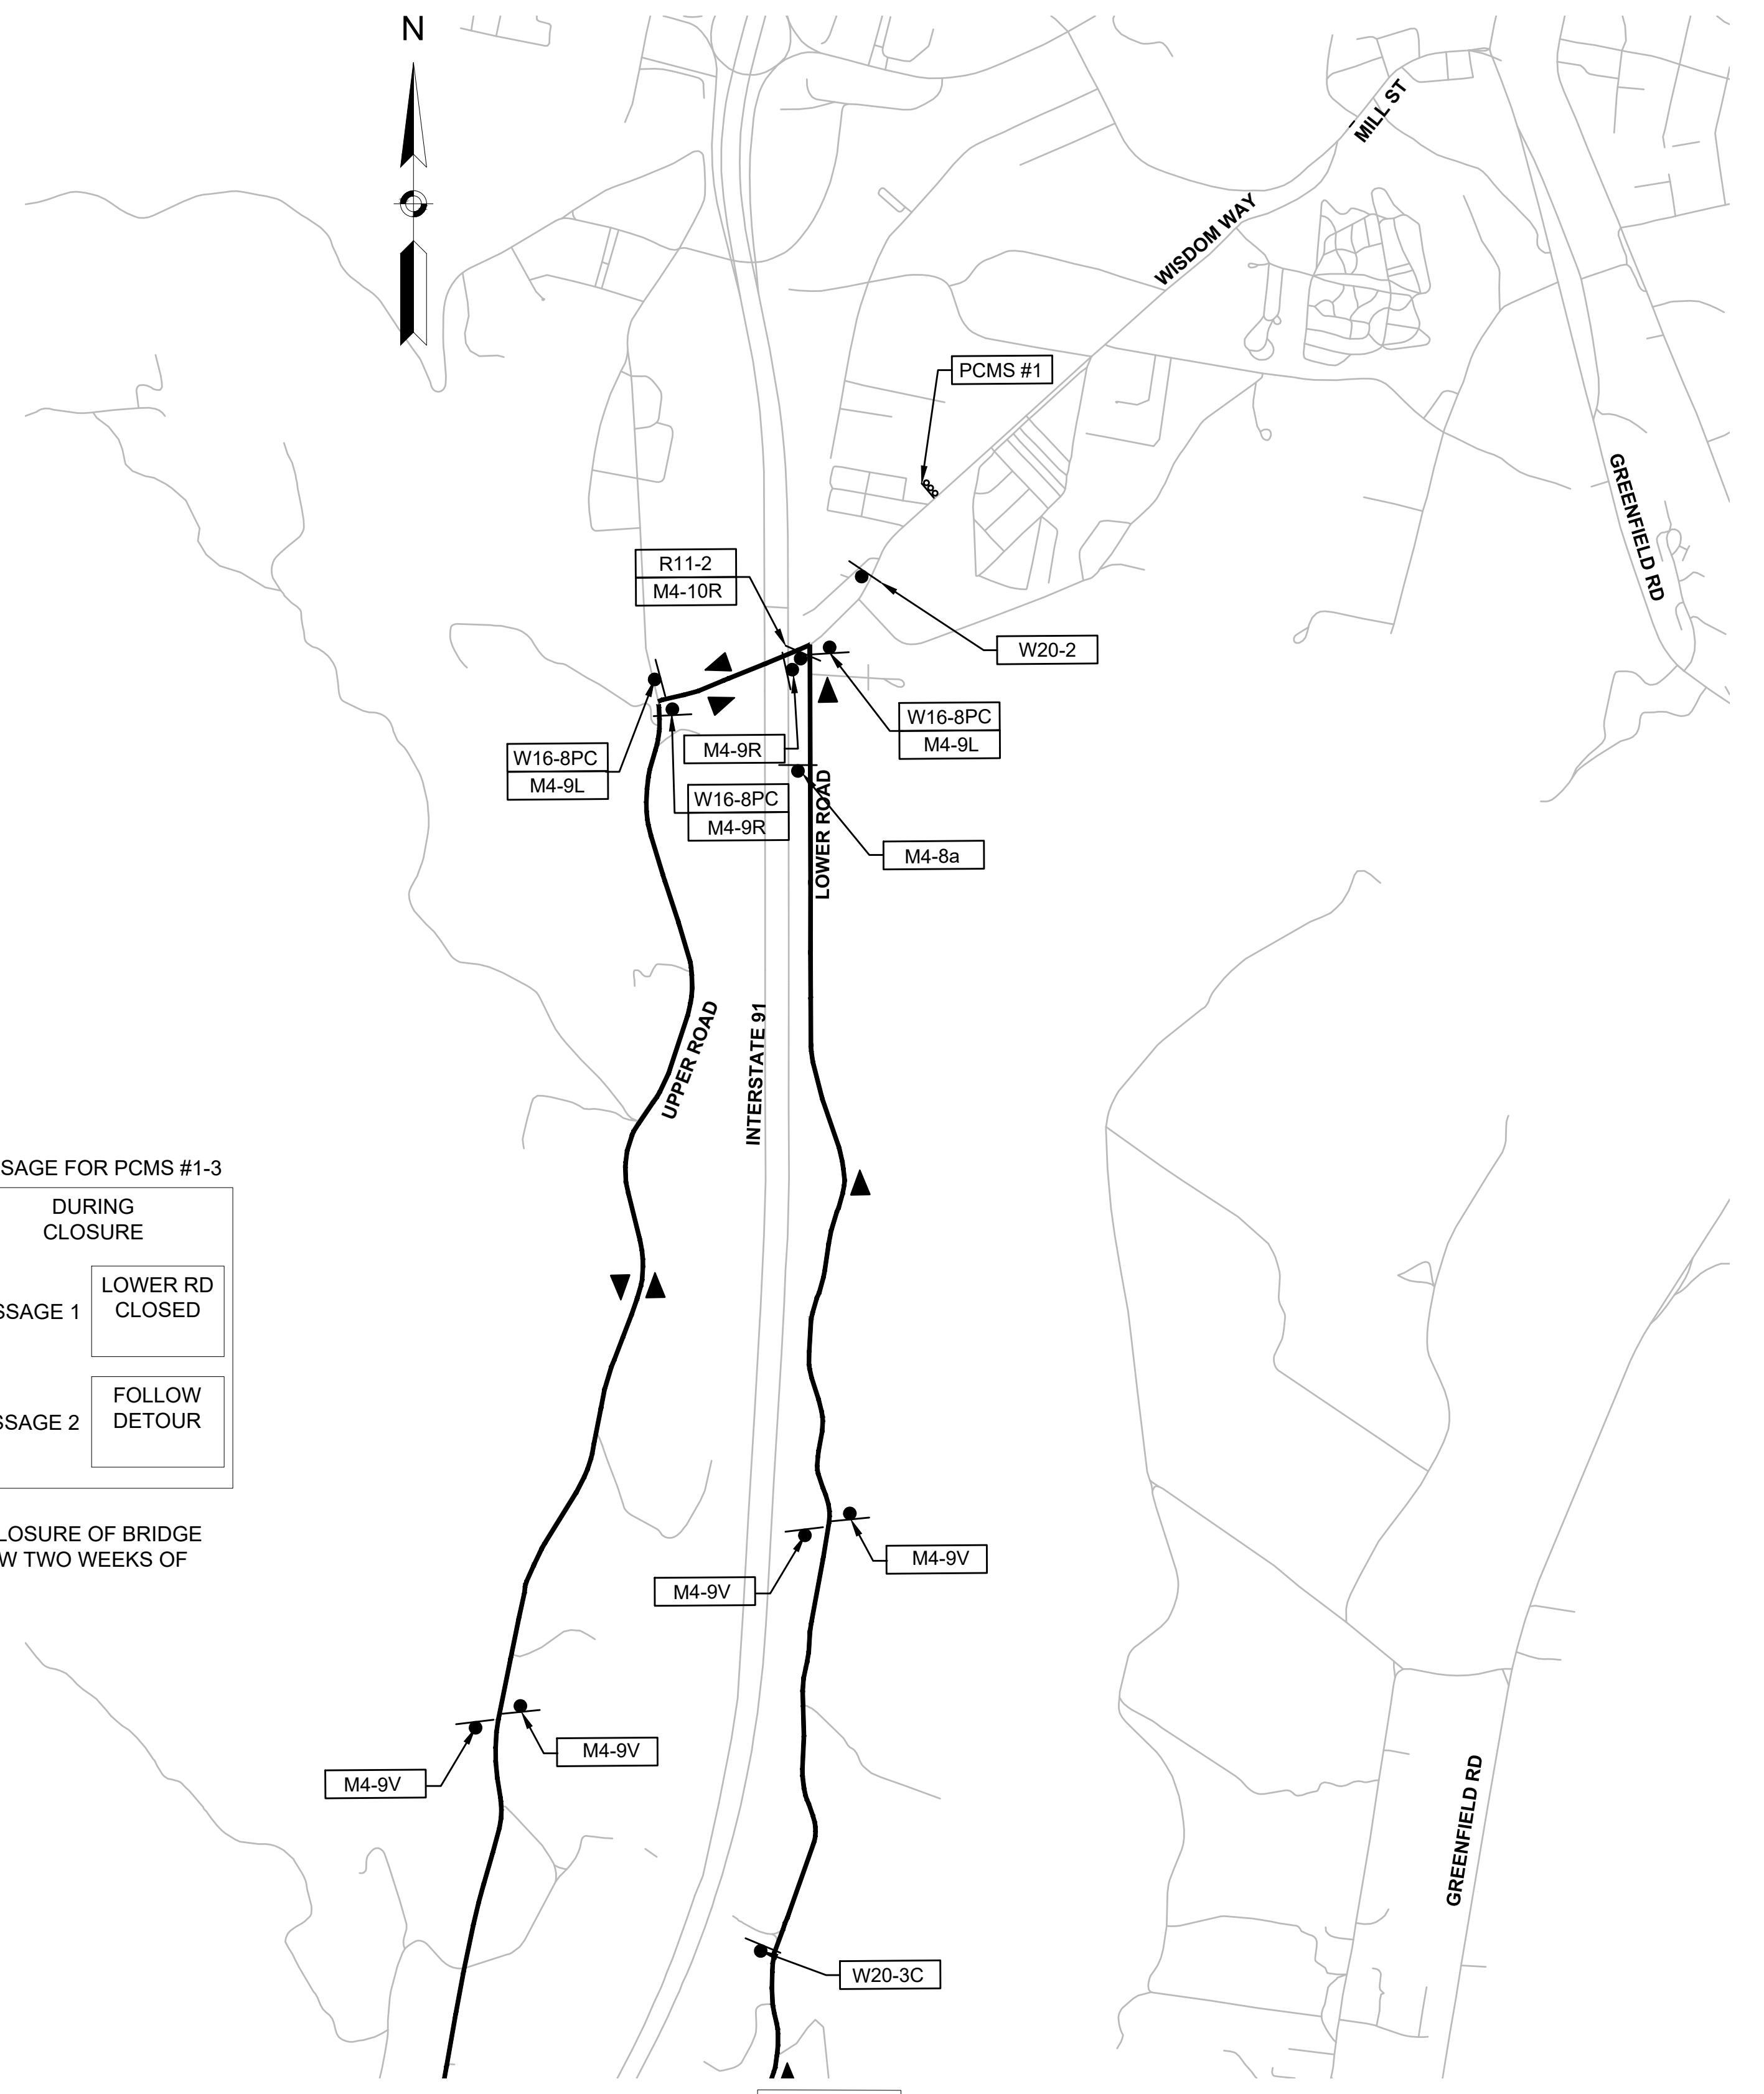 N
MILL ST
WISDOM WAY
PCMS #1
GREENFIELD RD
R11-2
M4-10R
W20-2
W16-8PC
M4-9L
M4-9R
W16-8PC
M4-9L
W16-8PC
M4-9R
LOWER ROAD
M4-8a
UPPER ROAD
INTERSTATE 91
SAGE FOR PCMS #1-3
DURING
CLOSURE
SSAGE 1
LOWER RD
CLOSED
SSAGE 2
FOLLOW
DETOUR
LOSURE OF BRIDGE
W TWO WEEKS OF
M4-9V
M4-9V
M4-9V
M4-9V
GREENFIELD RD
W20-3C